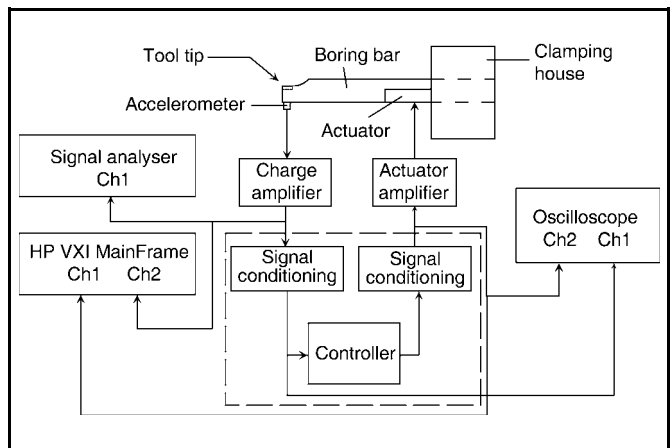 Tool tip
Boring bar
Clamping
house
Accelerometer
Actuator
Signal analyser
Ch1
Charge
amplifier
Actuator
amplifier
Oscilloscope
Ch2 Ch1
HP VXI MainFrame
Ch1 Ch2
Signal
conditioning
Signal
conditioning
Controller